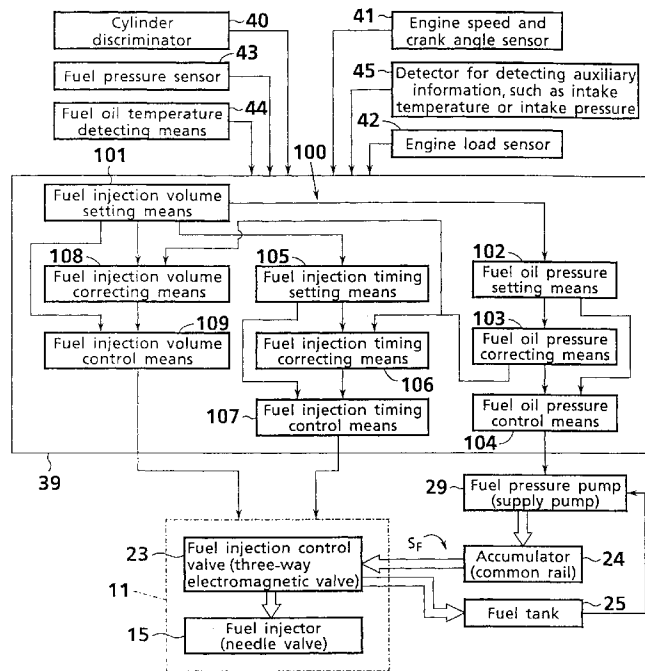 40
Cylinder
discriminator
43
Fuel pressure sensor
44
Fuel oil temperature
detecting means
41
Engine speed and
crank angle sensor
45
Detector for detecting auxiliary
information, such as intake
temperature or intake pressure
42
Engine load sensor
101
100
Fuel injection volume
setting means
108
Fuel injection volume
correcting means
109
Fuel injection volume
control means
105
Fuel injection timing
setting means
Fuel injection timing
correcting means
106
107
Fuel injection timing
control means
102
Fuel oil pressure
setting means
103
Fuel oil pressure
correcting means
Fuel oil pressure
control means
104
39
29
Fuel pressure pump
(supply pump)
SF
23
Fuel injection control
valve (three-way
electromagnetic valve)
Accumulator
(common rail)
24
11
25
Fuel tank
15
Fuel injector
(needle valve)